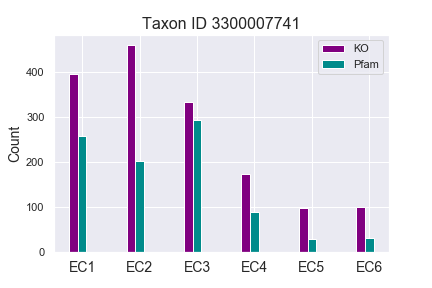 Taxon ID 3300007741
KO
Pfam
Count
400
300
200
100
0
EC1 EC2 EC3 EC4 EC5 EC6